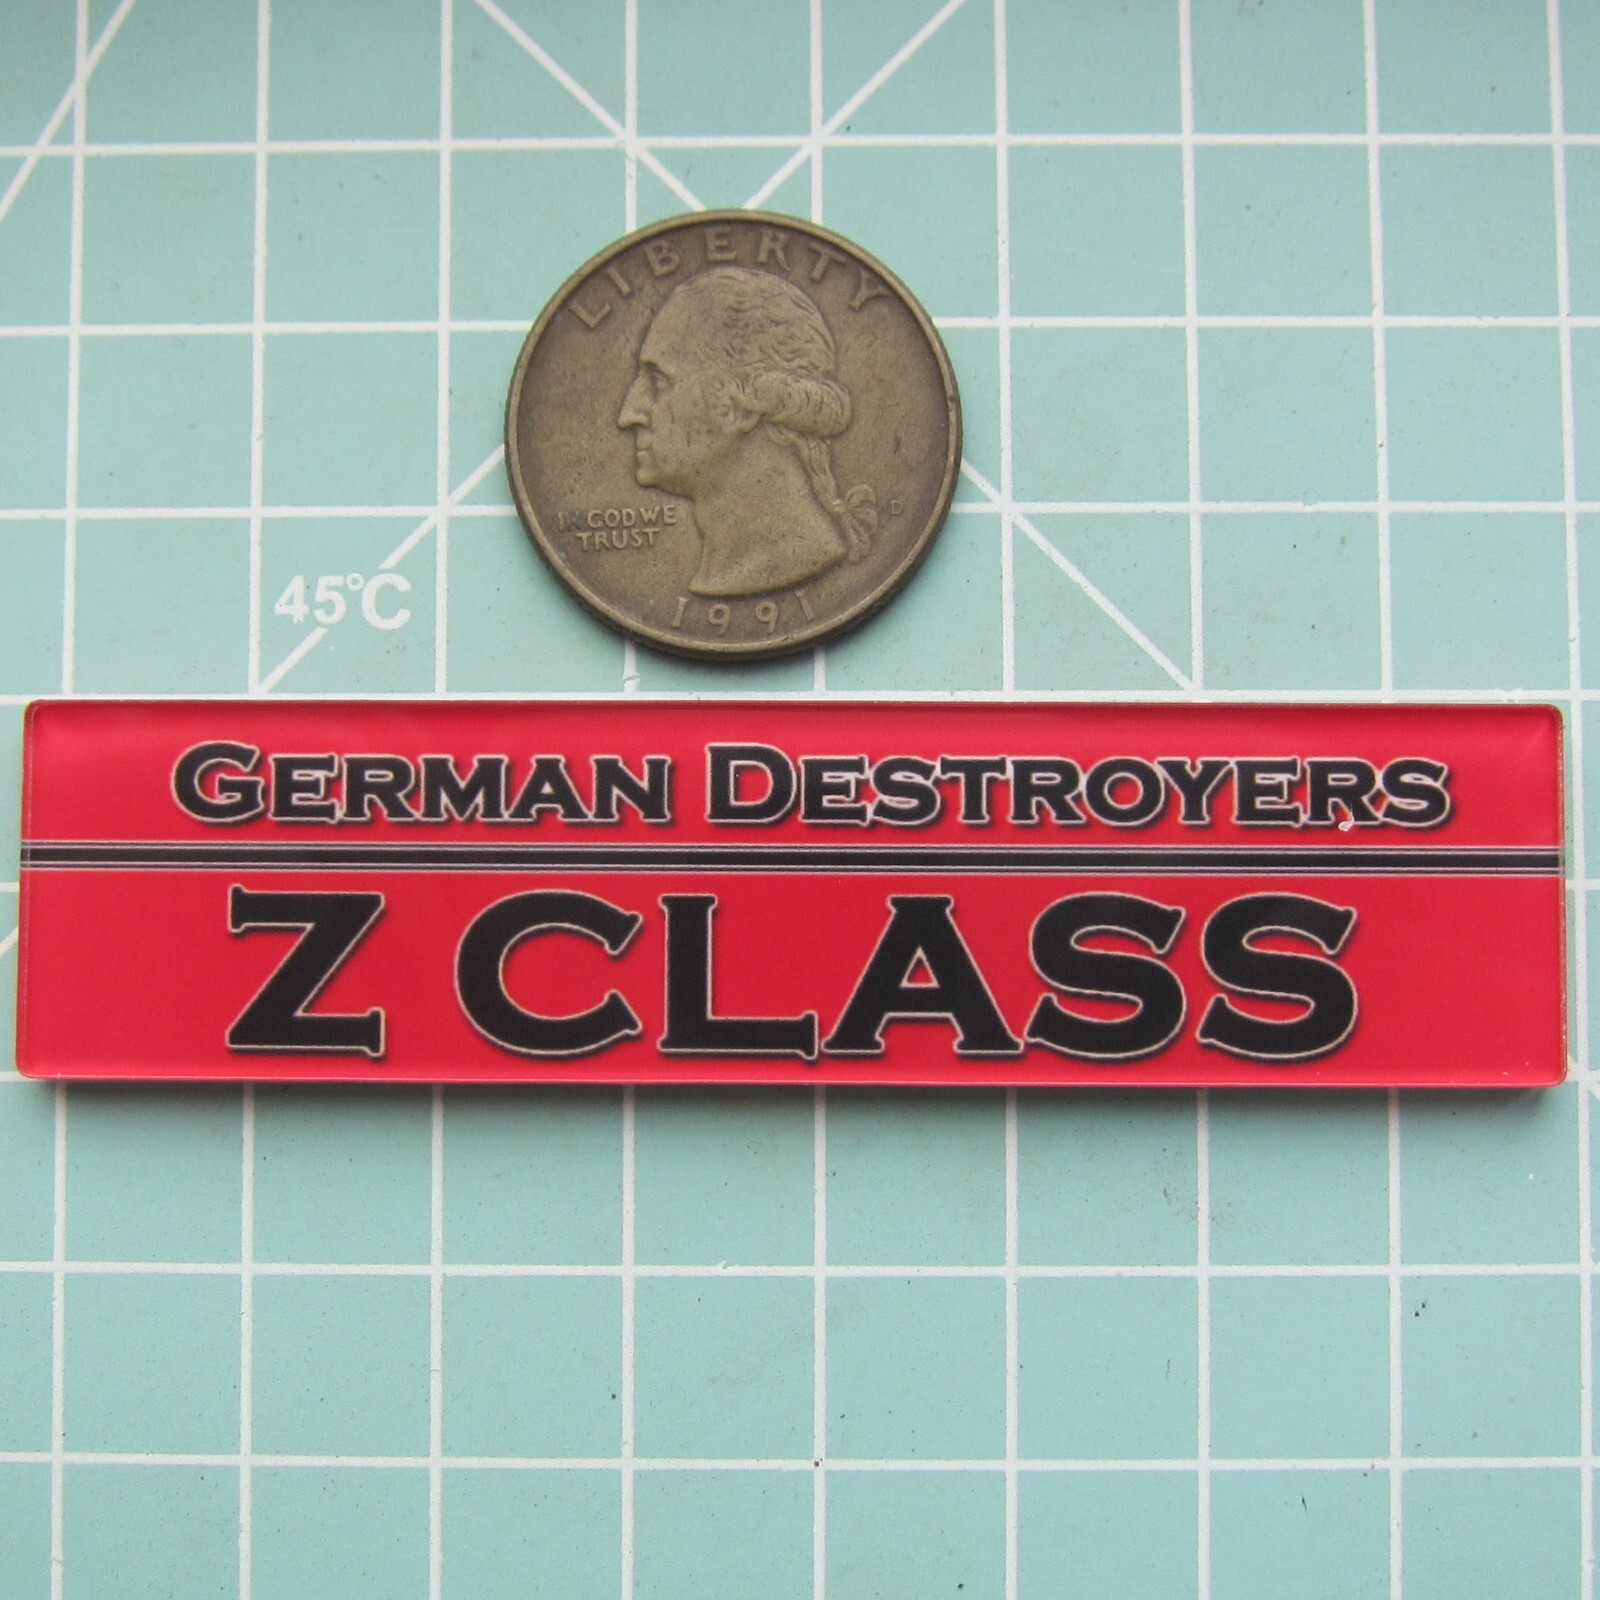 LIBERTY
IN GOD WE
TRUST
D
1991
45°C
GERMAN DESTROYERS
Z CLASS